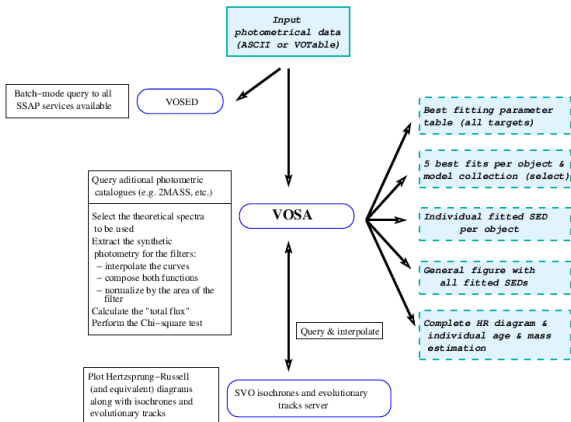 Input
photometrical data
(ASCII or VOTable)
Batch-mode query to all
SSAP services available
VOSED
Best fitting parameter
table (all targets)
5 best fits per object &
model collection (select)
Individual fitted SED
per object
General figure with
all fitted SEDs
Complete HR diagram &
individual age & mass
estimation
Query aditional photometric
catalogues (e.g. 2MASS, etc.)
Select the theoretical spectra
to be used
Extract the synthetic
photometry for the filters:
– interpolate the curves
– compose both functions
– normalize by the area of the
filter
Calculate the "total flux"
Perform the Chi-square test
VOSA
Query & interpolate
Plot Hertzsprung-Russell
(and equivalent) diagrams
along with isochrones and
evolutionary tracks
SVO isochrones and evolutionary
tracks server